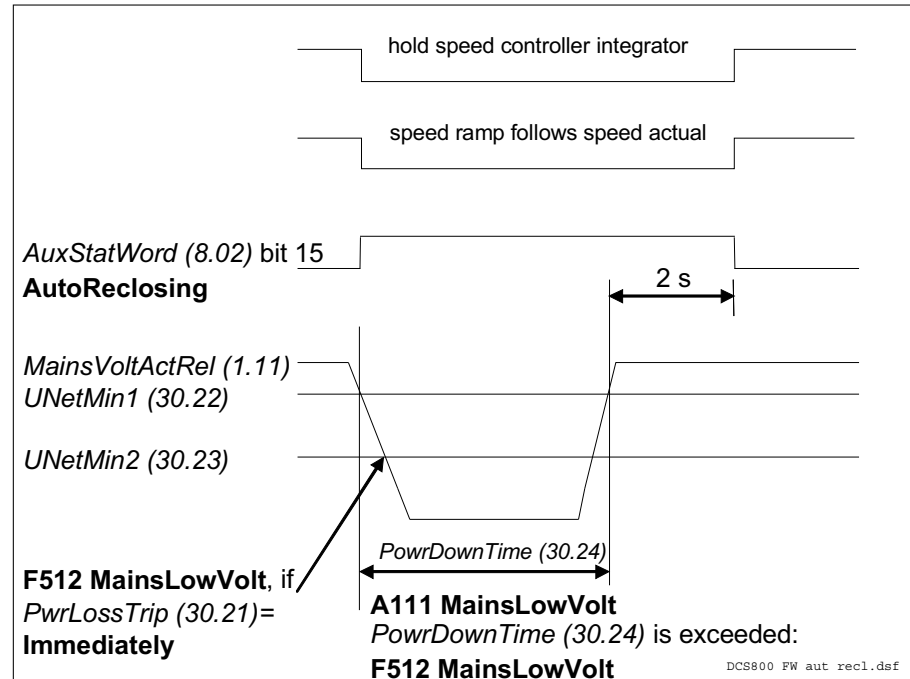 hold speed controller integrator
speed ramp follows speed actual
AuxStatWord (8.02) bit 15
AutoReclosing
2 s
MainsVoltActRel (1.11)
UNetMin1 (30.22)
UNetMin2 (30.23)
PowrDownTime (30.24)
F512 MainsLowVolt, if
PwrLossTrip (30.21)=
Immediately
A111 MainsLowVolt
PowrDownTime (30.24) is exceeded:
F512 MainsLowVolt
DCS800 FW aut recl.dsf